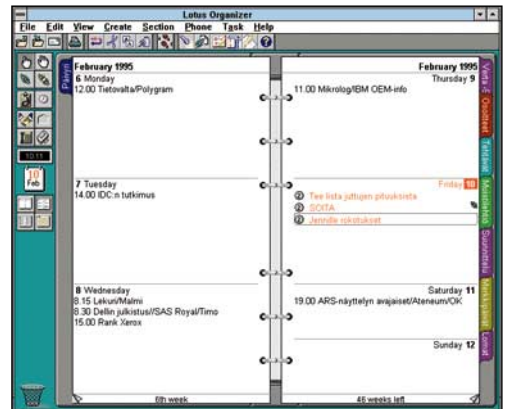 Lotus Organizer
File Edit View Create Section Phone Task Help
10:11
10
Feb
Päivyri
February 1995
6 Monday
12.00 Tietovalta/Polygram
7 Tuesday
14.00 IDC:n tutkimus
8 Wednesday
8.15 Lekuri/Malmi
8.30 Dellin julkistus//SAS Royal/Timo
15.00 Rank Xerox
6th week
February 1995
Thursday 9
11.00 Mikrolog/IBM OEM-info
Friday 10
Tee lista juttujen pituuksista
SOITA
Jennille rokotukset
Saturday 11
19.00 ARS-näyttelyn avajaiset/Ateneum/OK
Sunday 12
46 weeks left
Osoitteet
Tehtävät
Muistilehtiö
Suunnittelu
Merkkipäivät
Lomat